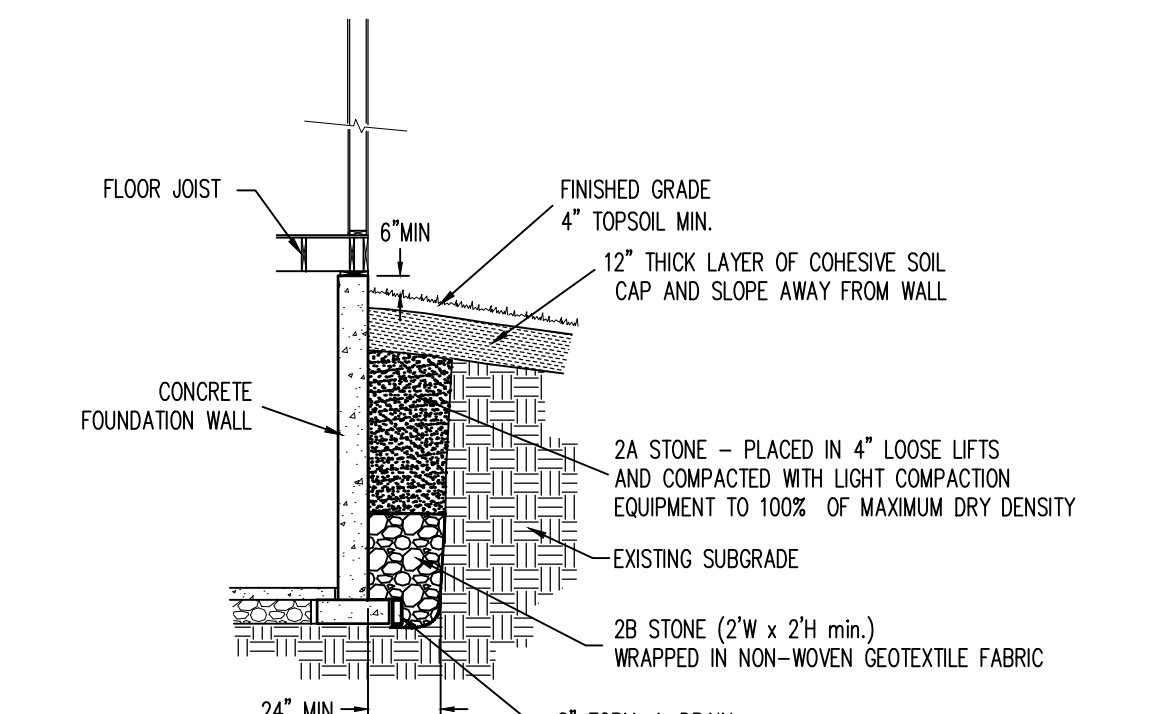 FLOOR JOIST
6"MIN
FINISHED GRADE
4" TOPSOIL MIN.
12" THICK LAYER OF COHESIVE SOIL
CAP AND SLOPE AWAY FROM WALL
CONCRETE
FOUNDATION WALL
2A STONE - PLACED IN 4" LOOSE LIFTS
AND COMPACTED WITH LIGHT COMPACTION
EQUIPMENT TO 100% OF MAXIMUM DRY DENSITY
EXISTING SUBGRADE
2B STONE (2'W x 2'H min.)
WRAPPED IN NON-WOVEN GEOTEXTILE FABRIC
24" MIN